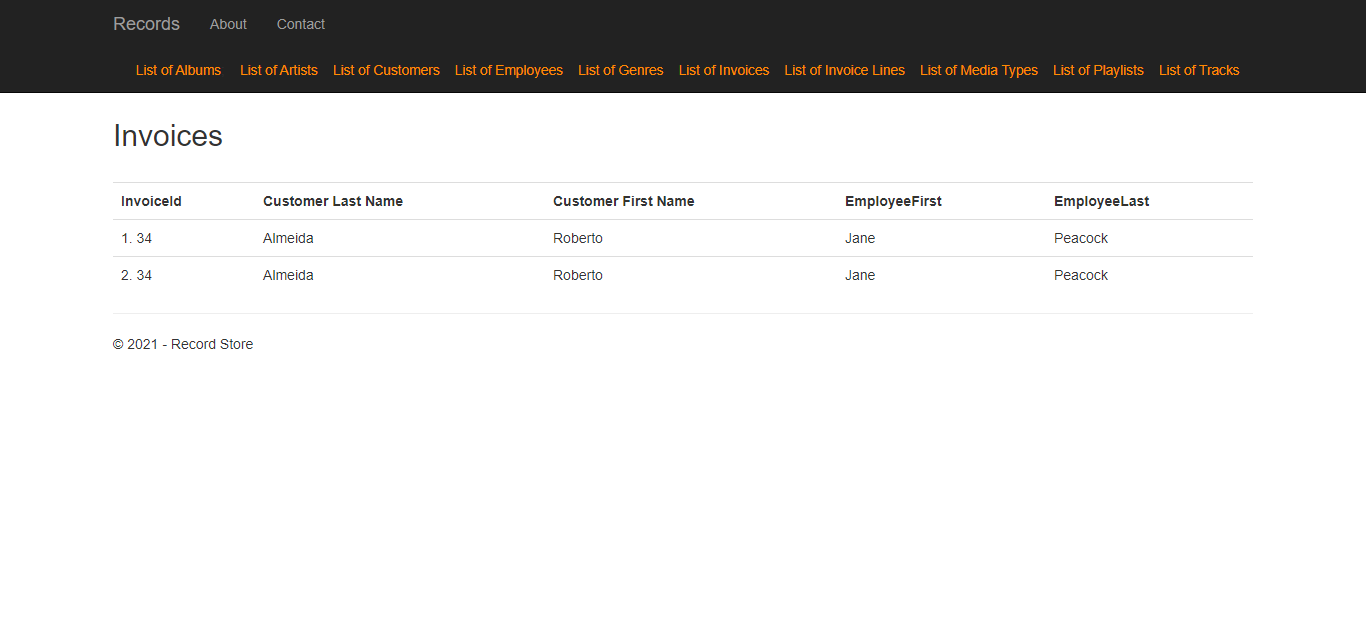 Records About Contact
List of Albums List of Artists List of Customers List of Employees List of Genres List of Invoices List of Invoice Lines List of Media Types List of Playlists List of Tracks
Invoices
InvoiceId Customer Last Name Customer First Name EmployeeFirst EmployeeLast
1. 34 Almeida Roberto Jane Peacock
2. 34 Almeida Roberto Jane Peacock
© 2021 - Record Store